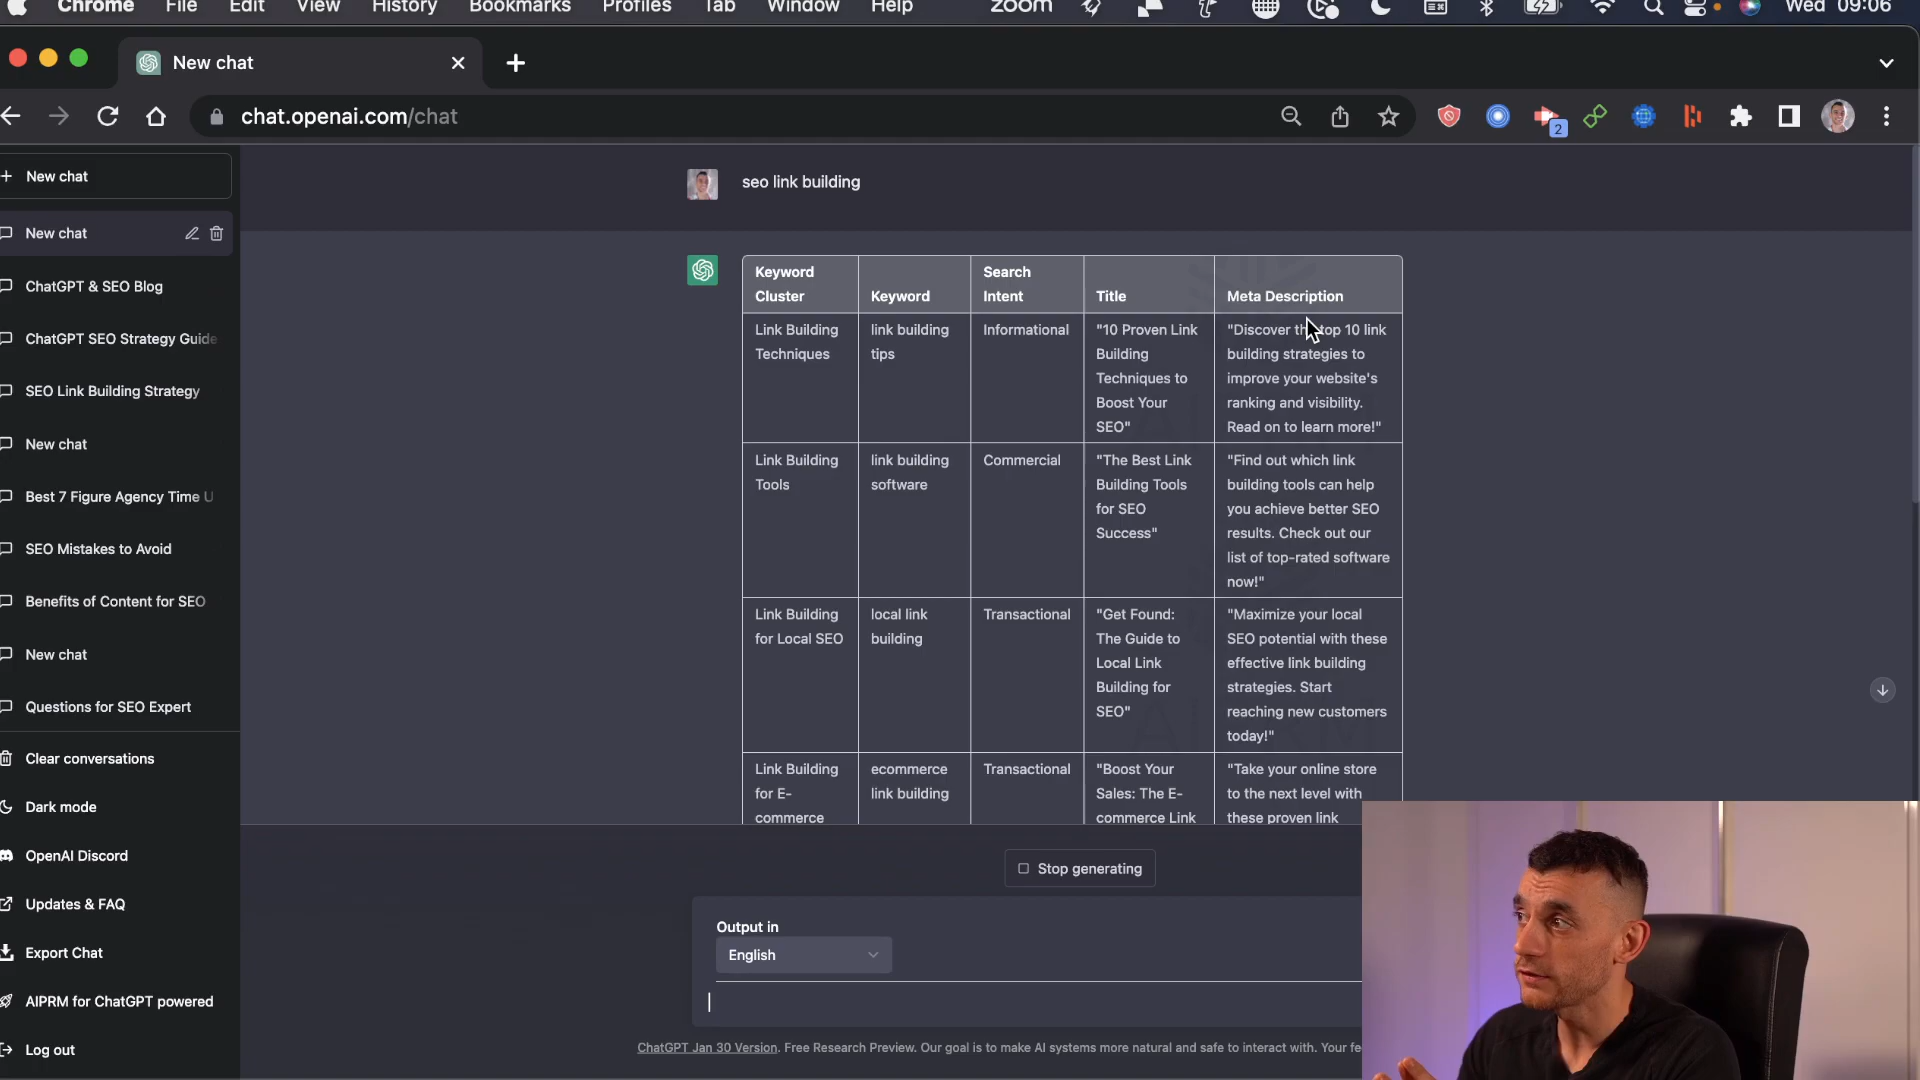 Chrome File Edit View History Bookmarks Profiles Tab Window Help zoom Wed 09:06
New chat
chat.openai.com/chat
2
New chat
New chat
ChatGPT & SEO Blog
ChatGPT SEO Strategy Guide
SEO Link Building Strategy
New chat
Best 7 Figure Agency Time U
SEO Mistakes to Avoid
Benefits of Content for SEO
New chat
Questions for SEO Expert
Clear conversations
Dark mode
OpenAI Discord
Updates & FAQ
Export Chat
AIPRM for ChatGPT powered
Log out
seo link building
Keyword
Cluster
Keyword
Search
Intent
Title
Meta Description
Link Building
Techniques
link building
tips
Informational
"10 Proven Link
Building
Techniques to
Boost Your
SEO"
"Discover the top 10 link
building strategies to
improve your website's
ranking and visibility.
Read on to learn more!"
Link Building
Tools
link building
software
Commercial
"The Best Link
Building Tools
for SEO
Success"
"Find out which link
building tools can help
you achieve better SEO
results. Check out our
list of top-rated software
now!"
Link Building
for Local SEO
local link
building
Transactional
"Get Found:
The Guide to
Local Link
Building for
SEO"
"Maximize your local
SEO potential with these
effective link building
strategies. Start
reaching new customers
today!"
Link Building
for E-
commerce
ecommerce
link building
Transactional
"Boost Your
Sales: The E-
commerce Link
"Take your online store
to the next level with
these proven link
Stop generating
Output in
English
ChatGPT Jan 30 Version. Free Research Preview. Our goal is to make AI systems more natural and safe to interact with. Your fe